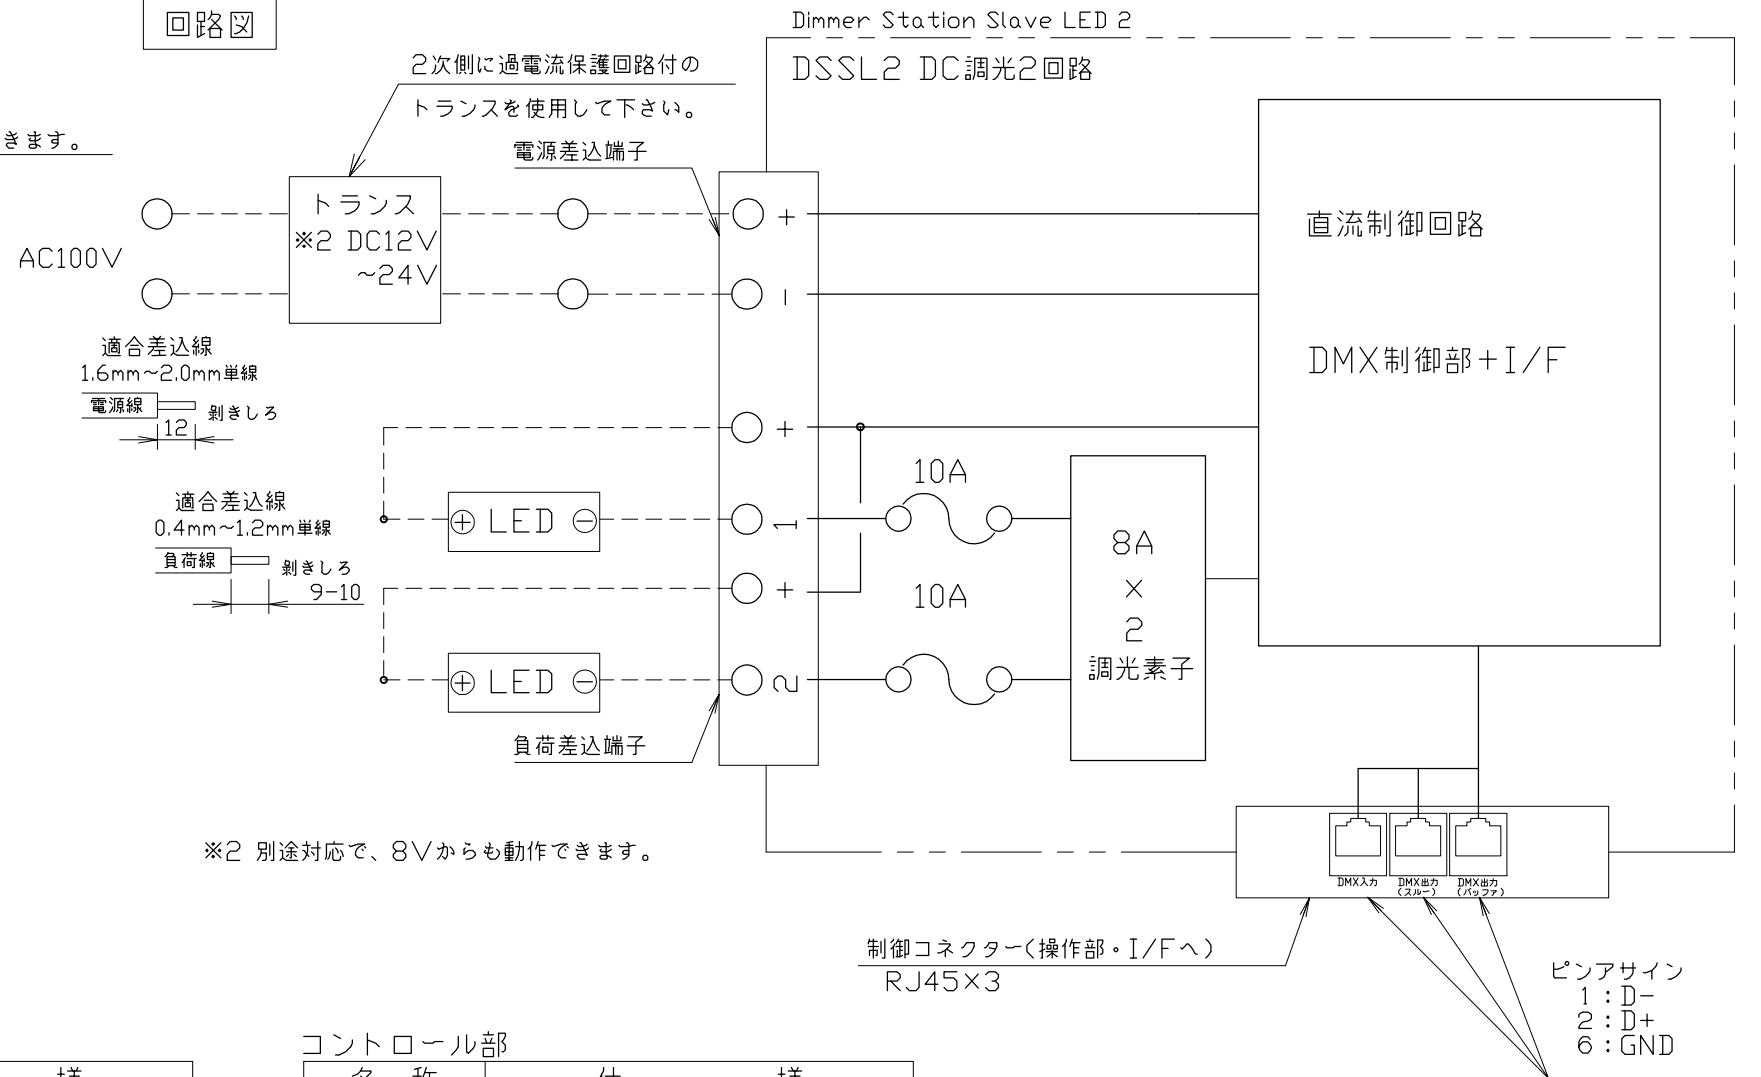 回路図
Dimmer Station Slave LED 2
DSSL2 DC調光2回路
2次側に過電流保護回路付の
トランスを使用して下さい。
きます。
電源差込端子
トランス
※2 DC12V
~24V
AC100V
+
-
直流制御回路
DMX制御部+I/F
適合差込線
1.6mm~2.0mm単線
電源線
剝きしろ
12
+
10A
適合差込線
0.4mm~1.2mm単線
負荷線
剝きしろ
9-10
+ LED -
1
8A
×
2
調光素子
+
10A
+ LED -
2
負荷差込端子
※2 別途対応で、8Vからも動作できます。
DMX入力
DMX出力
(スルー)
DMX出力
(バッファ)
制御コネクター(操作部・I/Fへ)
RJ45×3
ピンアサイン
1:D-
2:D+
6:GND
コントロール部
様
名 称
仕 様